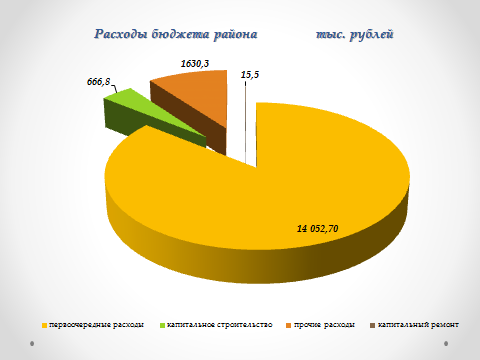 Расходы бюджета района тыс. рублей
1630,3
15,5
666,8
14 052,70
первоочередные расходы капитальное строительство прочие расходы капитальный ремонт